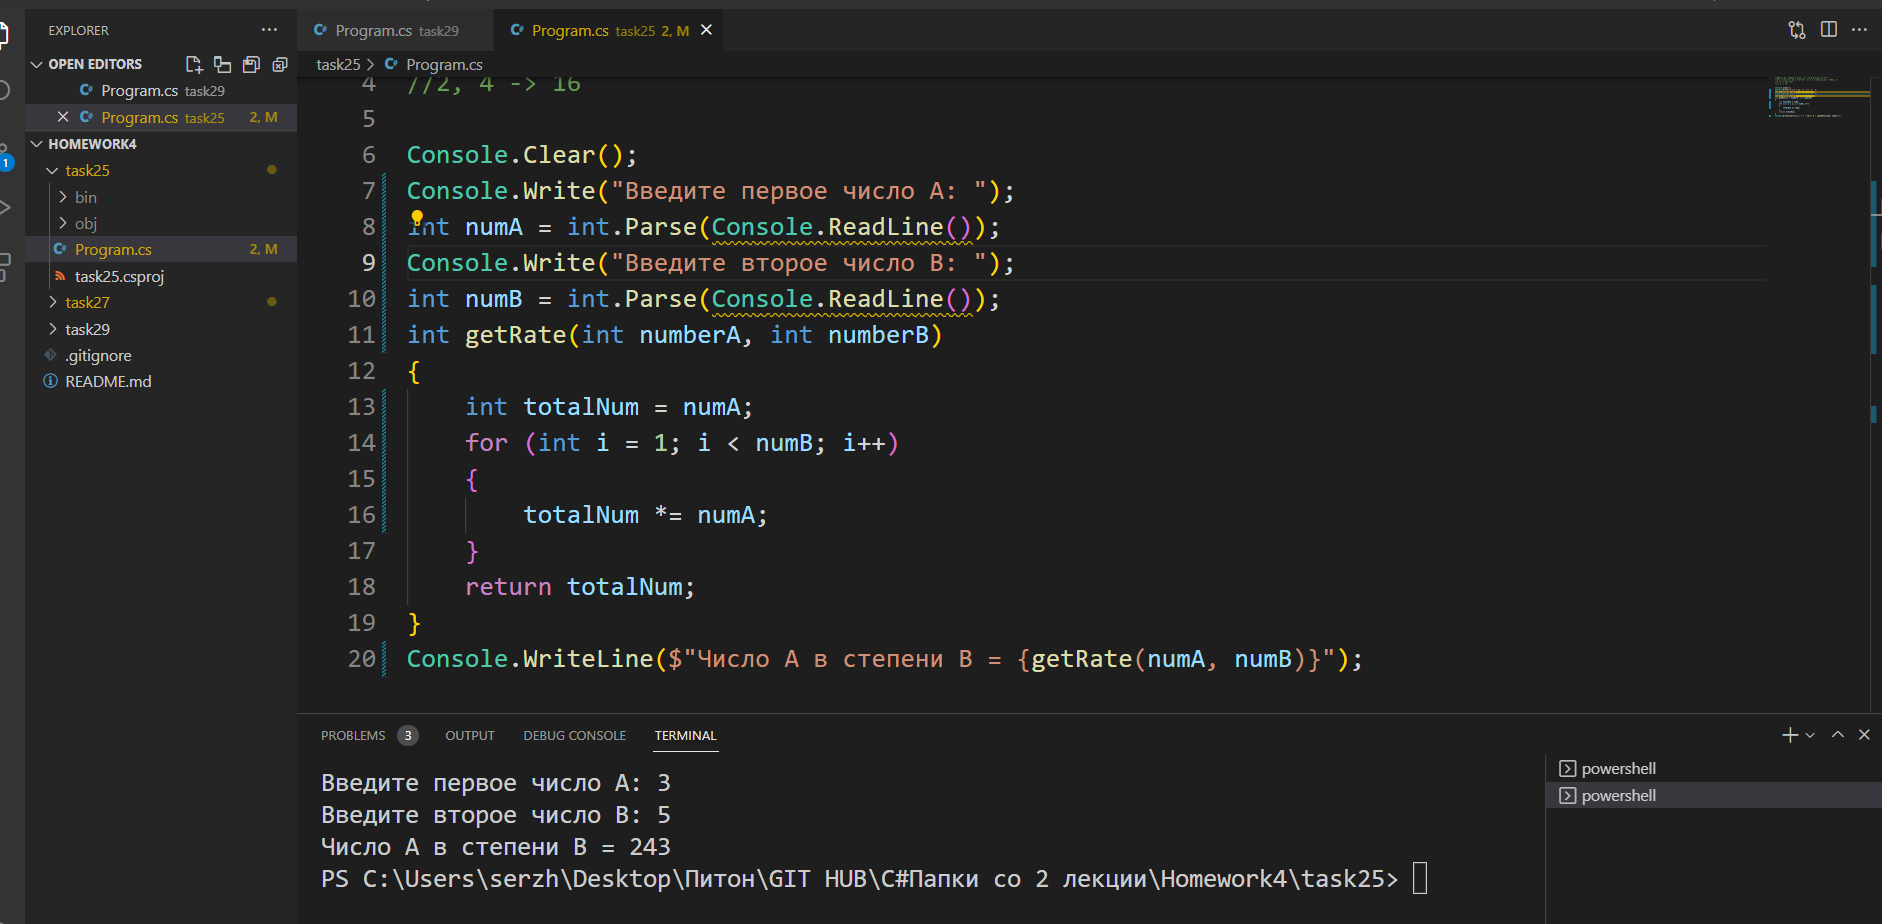 EXPLORER ···
OPEN EDITORS
Program.cs task29
Program.cs task25 2, M
HOMEWORK4
task25
bin
obj
Program.cs 2, M
task25.csproj
task27
task29
.gitignore
README.md
1
Program.cs task29
Program.cs task25 2, M
task25 > Program.cs
4 //2, 4 -> 16
5
6 Console.Clear();
7 Console.Write("Введите первое число A: ");
8 int numA = int.Parse(Console.ReadLine());
9 Console.Write("Введите второе число B: ");
10 int numB = int.Parse(Console.ReadLine());
11 int getRate(int numberA, int numberB)
12 {
13 int totalNum = numA;
14 for (int i = 1; i < numB; i++)
15 {
16 totalNum *= numA;
17 }
18 return totalNum;
19 }
20 Console.WriteLine($"Число A в степени B = {getRate(numA, numB)}");
PROBLEMS 3 OUTPUT DEBUG CONSOLE TERMINAL
Введите первое число A: 3
Введите второе число B: 5
Число A в степени B = 243
PS C:\Users\serzh\Desktop\Питон\GIT HUB\C#Папки со 2 лекции\Homework4\task25>
powershell
powershell